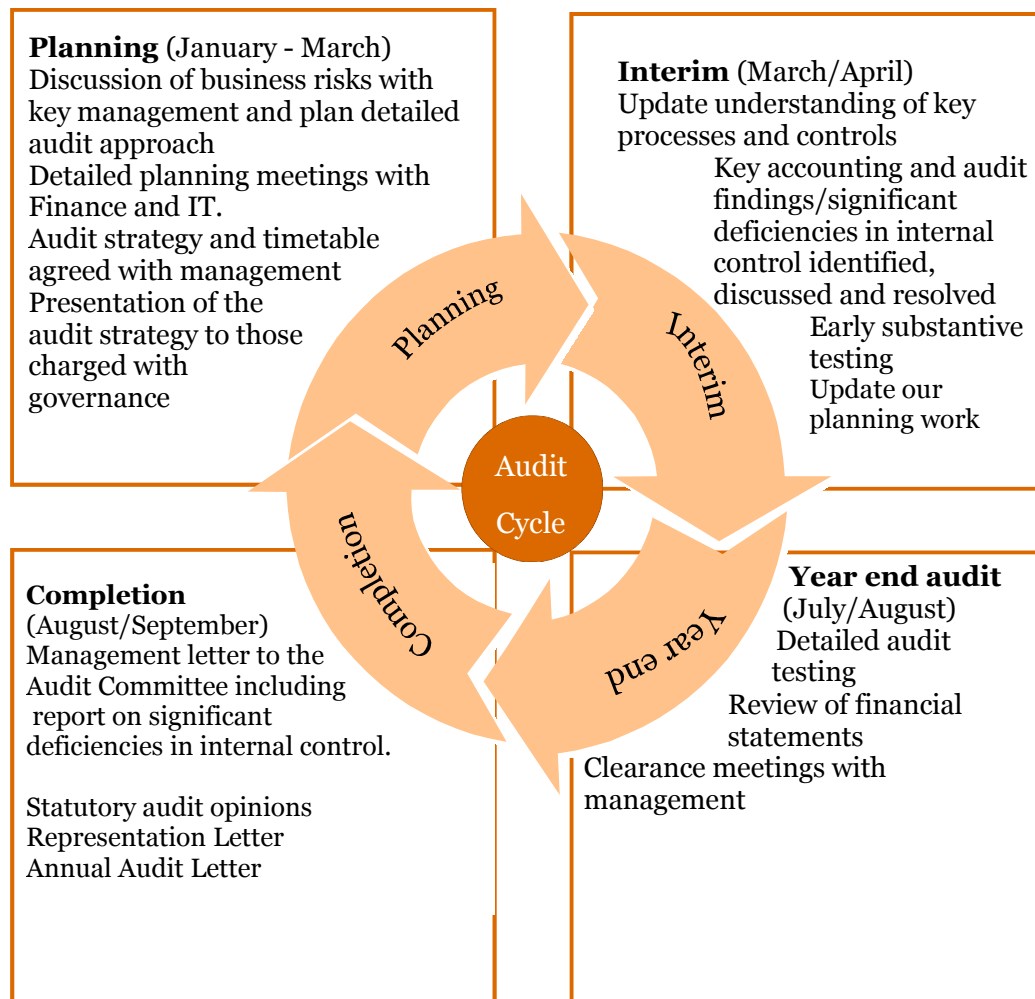 Planning (January - March)
Discussion of business risks with
key management and plan detailed
audit approach
Detailed planning meetings with
Finance and IT.
Audit strategy and timetable
agreed with management
Presentation of the
audit strategy to those
charged with
governance
Interim (March/April)
Update understanding of key
processes and controls
Key accounting and audit
findings/significant
deficiencies in internal
control identified,
discussed and resolved
Early substantive
testing
Update our
planning work
Planning
Interim
Year end
Completion
Audit
Cycle
Completion
(August/September)
Management letter to the
Audit Committee including
report on significant
deficiencies in internal control.
Statutory audit opinions
Representation Letter
Annual Audit Letter
Year end audit
(July/August)
Detailed audit
testing
Review of financial
statements
Clearance meetings with
management